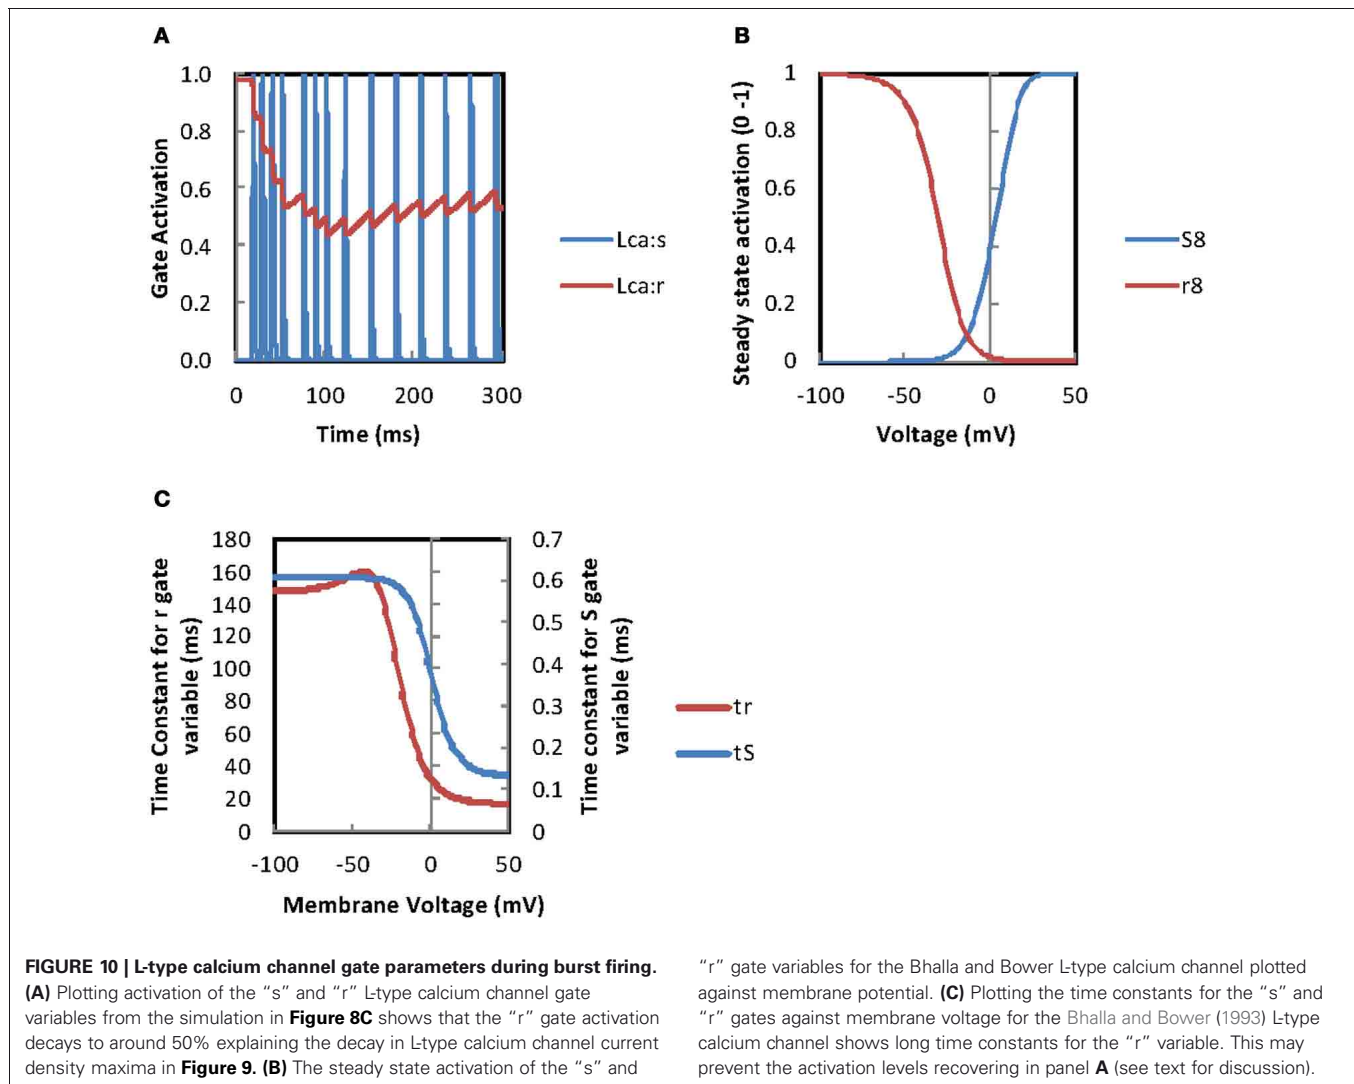 A
1.0
0.8
0.6
0.4
0.2
0.0
Gate Activation
0 100 200 300
Time (ms)
Lca:s
Lca:r
B
1
0.8
0.6
0.4
0.2
0
Steady state activation (0 -1)
-100 -50 0 50
Voltage (mV)
S8
r8
C
180
160
140
120
100
80
60
40
20
0
Time Constant for r gate
variable (ms)
0.7
0.6
0.5
0.4
0.3
0.2
0.1
0
Time constant for S gate
variable (ms)
-100 -50 0 50
Membrane Voltage (mV)
tr
tS
FIGURE 10 | L-type calcium channel gate parameters during burst firing.
(A) Plotting activation of the “s” and “r” L-type calcium channel gate
variables from the simulation in Figure 8C shows that the “r” gate activation
decays to around 50% explaining the decay in L-type calcium channel current
density maxima in Figure 9. (B) The steady state activation of the “s” and
“r” gate variables for the Bhalla and Bower L-type calcium channel plotted
against membrane potential. (C) Plotting the time constants for the “s” and
“r” gates against membrane voltage for the Bhalla and Bower (1993) L-type
calcium channel shows long time constants for the “r” variable. This may
prevent the activation levels recovering in panel A (see text for discussion).